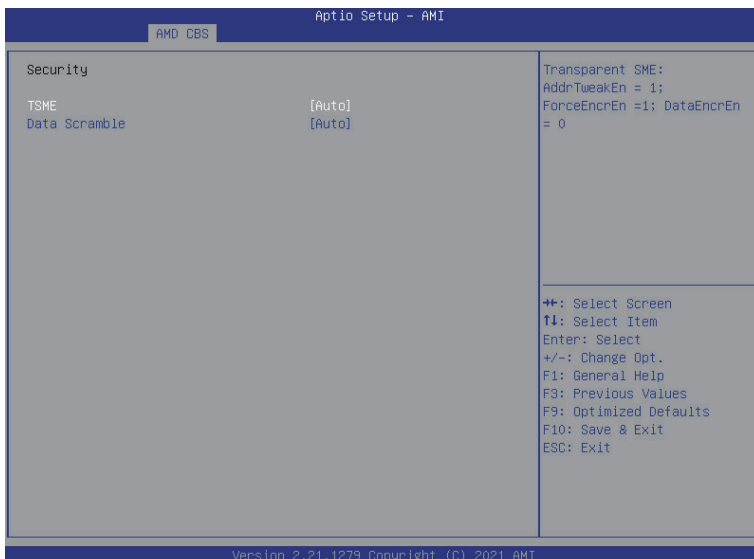 Aptio Setup - AMI
AMD CBS
Security
TSME [Auto]
Data Scramble [Auto]
Transparent SME:
AddrTweakEn = 1;
ForceEncrEn =1; DataEncrEn
= 0
→←: Select Screen
↑↓: Select Item
Enter: Select
+/-: Change Opt.
F1: General Help
F3: Previous Values
F9: Optimized Defaults
F10: Save & Exit
ESC: Exit
Version 2.21.1279 Copyright (C) 2021 AMI